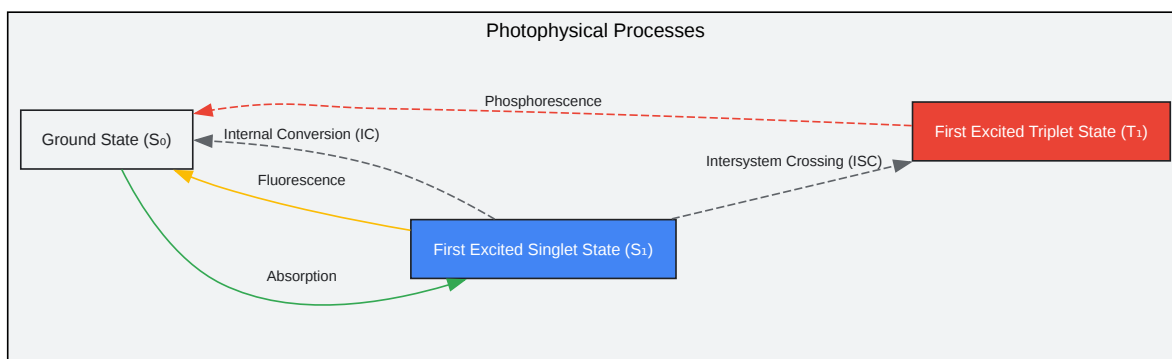 Photophysical Processes
Phosphorescence
Ground State (S₀)
Internal Conversion (IC)
First Excited Triplet State (T₁)
Intersystem Crossing (ISC)
Fluorescence
First Excited Singlet State (S₁)
Absorption